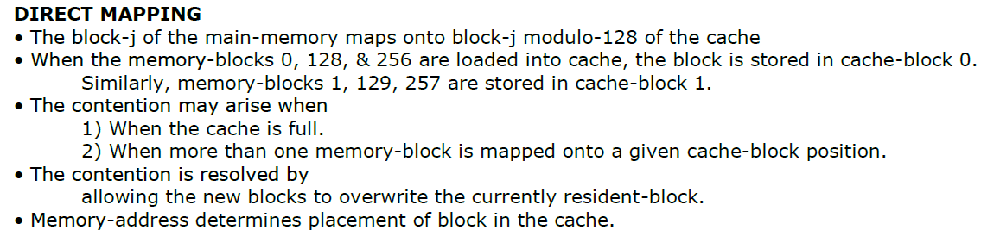 DIRECT MAPPING
• The block-j of the main-memory maps onto block-j modulo-128 of the cache
• When the memory-blocks 0, 128, & 256 are loaded into cache, the block is stored in cache-block 0.
Similarly, memory-blocks 1, 129, 257 are stored in cache-block 1.
• The contention may arise when
1) When the cache is full.
2) When more than one memory-block is mapped onto a given cache-block position.
• The contention is resolved by
allowing the new blocks to overwrite the currently resident-block.
• Memory-address determines placement of block in the cache.